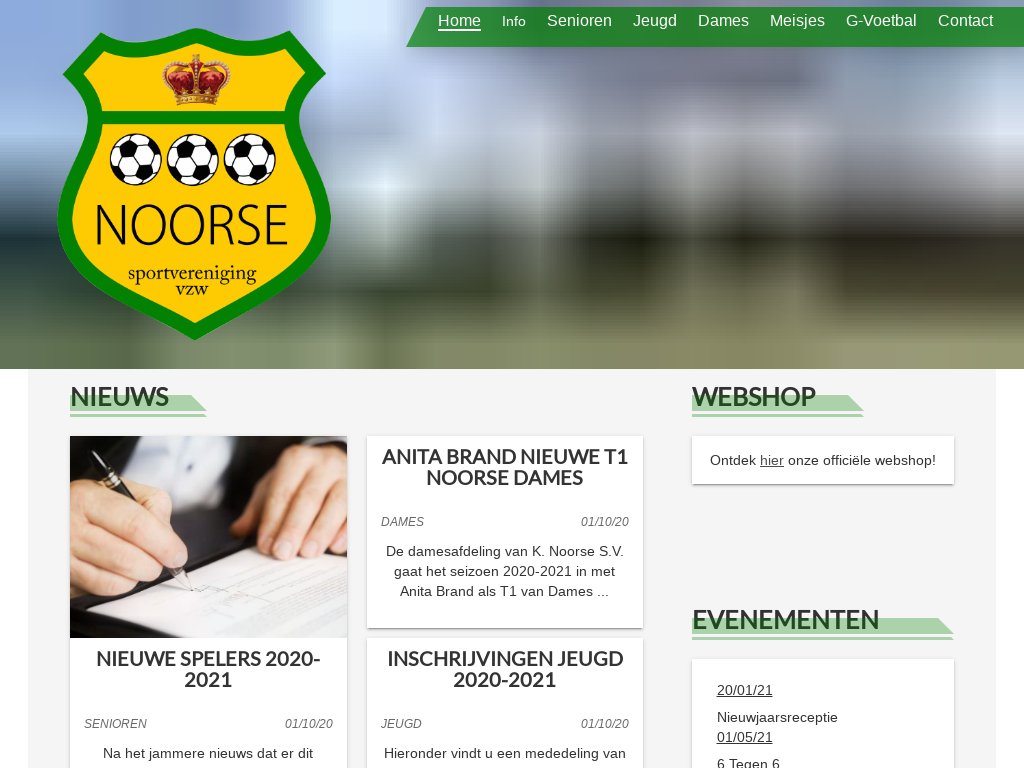 Home Info Senioren Jeugd Dames Meisjes G-Voetbal Contact
NOORSE
sportvereniging
vzw
NIEUWS
NIEUWE SPELERS 2020-
2021
SENIOREN 01/10/20
Na het jammere nieuws dat er dit
ANITA BRAND NIEUWE T1
NOORSE DAMES
DAMES 01/10/20
De damesafdeling van K. Noorse S.V.
gaat het seizoen 2020-2021 in met
Anita Brand als T1 van Dames ...
INSCHRIJVINGEN JEUGD
2020-2021
JEUGD 01/10/20
Hieronder vindt u een mededeling van
WEBSHOP
Ontdek hier onze officiële webshop!
EVENEMENTEN
20/01/21
Nieuwjaarsreceptie
01/05/21
6 Tegen 6